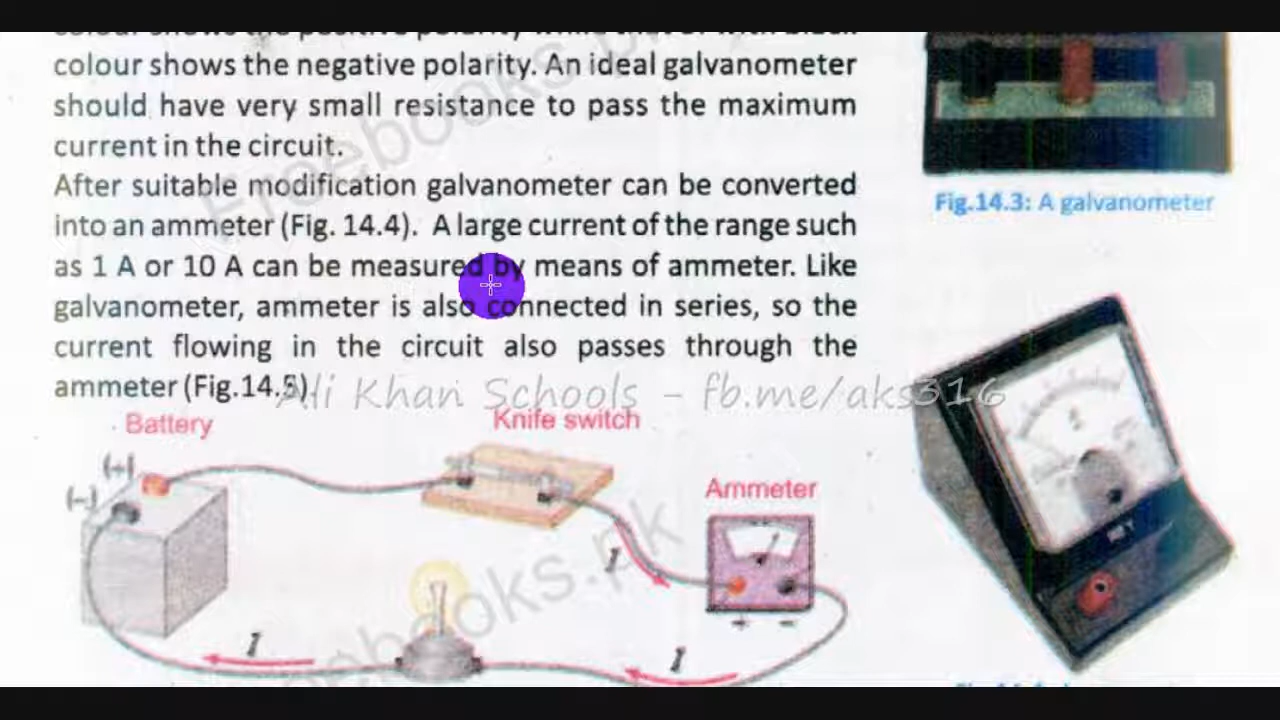 colour shows the negative polarity. An ideal galvanometer
should have very small resistance to pass the maximum
current in the circuit.
After suitable modification galvanometer can be converted
into an ammeter (Fig. 14.4). A large current of the range such
as 1 A or 10 A can be measured by means of ammeter. Like
galvanometer, ammeter is also connected in series, so the
current flowing in the circuit also passes through the
ammeter (Fig.14.5).
Fig.14.3: A galvanometer
Ali Khan Schools - fb.me/aks316
Battery
Knife switch
Ammeter
(+)
(−)
I
I
I
+ −